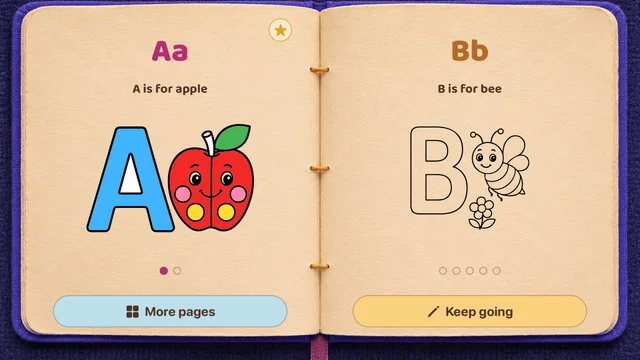 Aa
A is for apple
A
More pages
Bb
B is for bee
B
Keep going